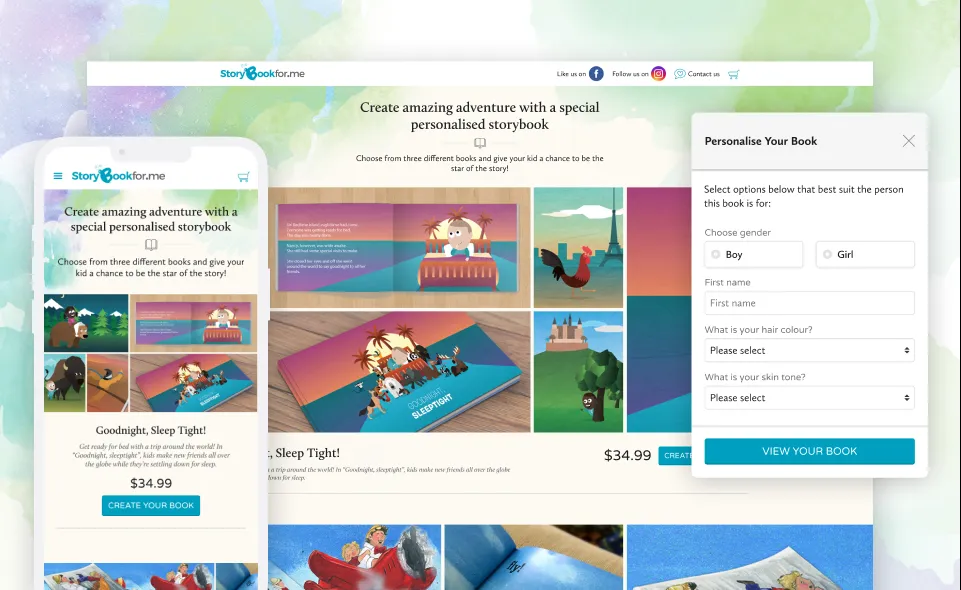 StoryBookfor.me
Like us on
Follow us on
Contact us
Create amazing adventure with a special
personalised storybook
Choose from three different books and give your kid a chance to be the
star of the story!
GOODNIGHT,
SLEEPTIGHT
, Sleep Tight!
a trip around the world! In "Goodnight, sleeptight", kids make new friends all over the globe
down for sleep.
$34.99
CREATE
fly!
StoryBookfor.me
Create amazing adventure with a
special personalised storybook
Choose from three different books and give your
kid a chance to be the star of the story!
SLEEPTIGHT
Goodnight, Sleep Tight!
Get ready for bed with a trip around the world! In
"Goodnight, sleeptight", kids make new friends all over
the globe while they're settling down for sleep.
$34.99
CREATE YOUR BOOK
Personalise Your Book
Select options below that best suit the person
this book is for:
Choose gender
Boy
Girl
First name
First name
What is your hair colour?
Please select
What is your skin tone?
Please select
VIEW YOUR BOOK